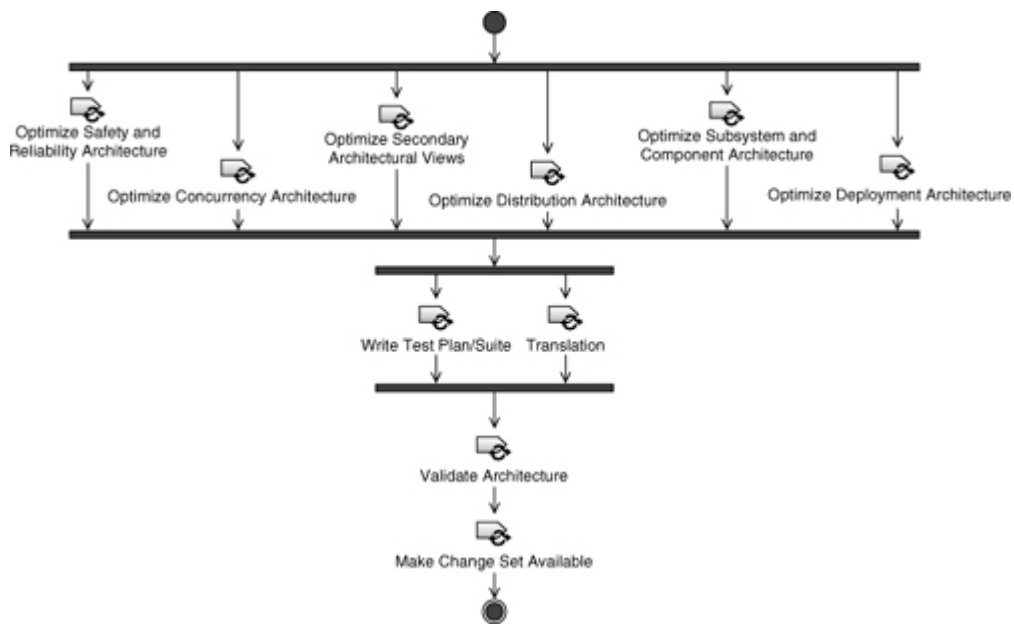 Optimize Safety and
Reliability Architecture
Optimize Concurrency Architecture
Optimize Secondary
Architectural Views
Optimize Distribution Architecture
Optimize Subsystem and
Component Architecture
Optimize Deployment Architecture
Write Test Plan/Suite
Translation
Validate Architecture
Make Change Set Available